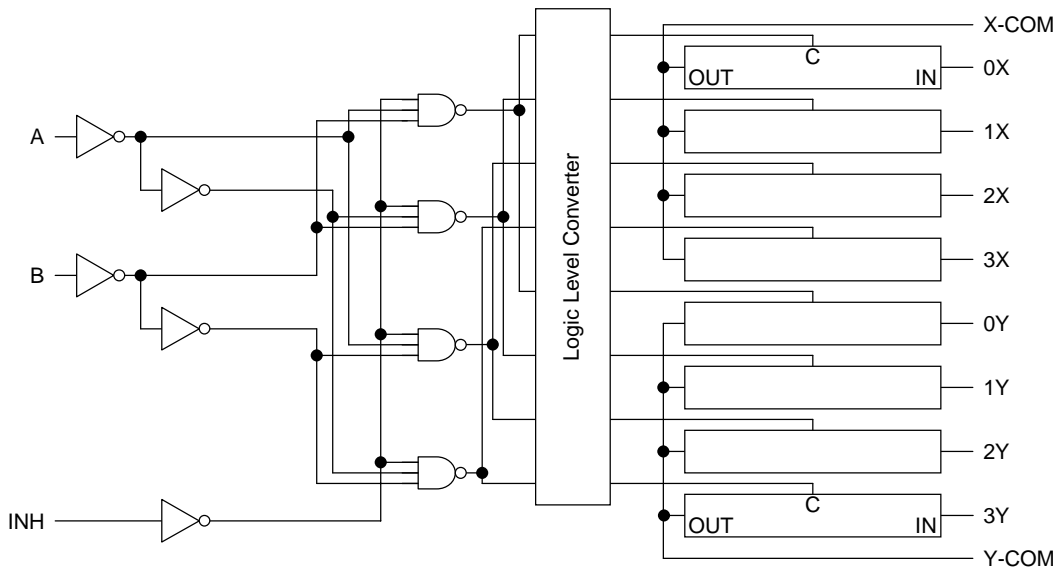 X-COM
C
OUT
IN
0X
A
1X
2X
B
3X
Logic Level Converter
0Y
1Y
2Y
C
OUT
IN
3Y
INH
Y-COM